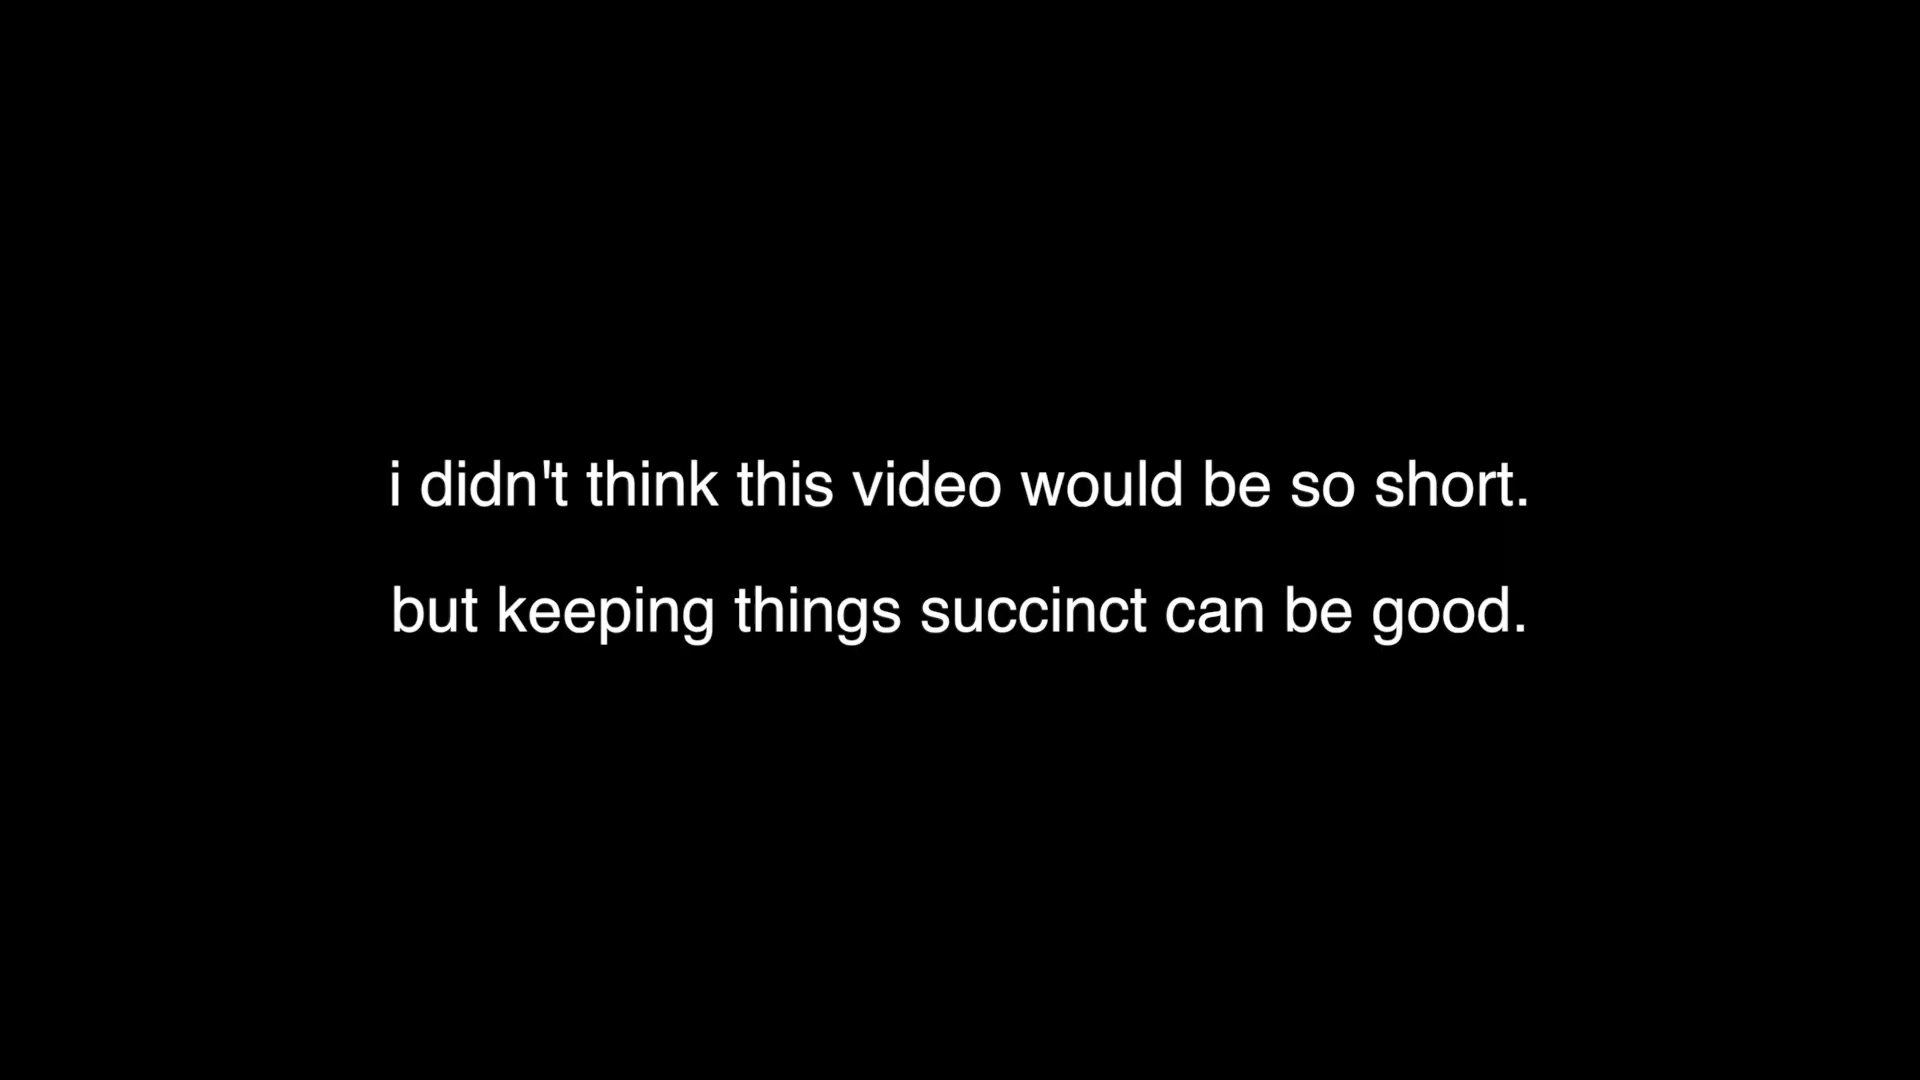 i didn't think this video would be so short.
but keeping things succinct can be good.